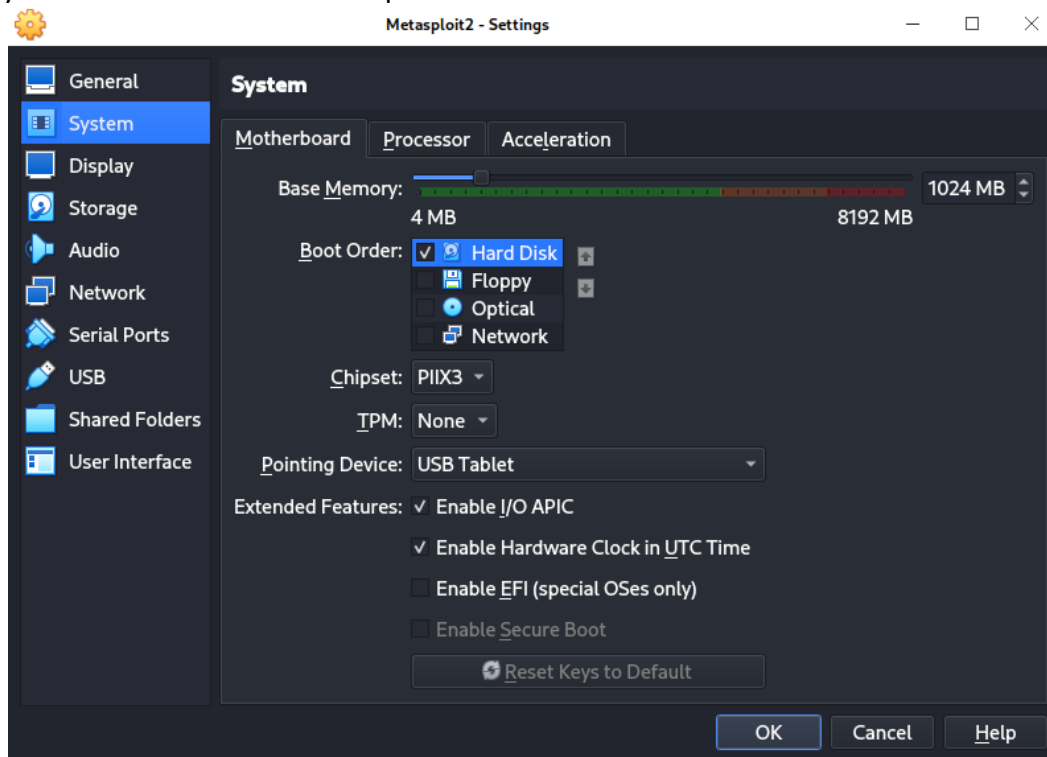 Metasploit2 - Settings
General
System
Display
Storage
Audio
Network
Serial Ports
USB
Shared Folders
User Interface
System
Motherboard Processor Acceleration
Base Memory: 1024 MB
4 MB 8192 MB
Boot Order: Hard Disk
Floppy
Optical
Network
Chipset: PIIX3
TPM: None
Pointing Device: USB Tablet
Extended Features: Enable I/O APIC
Enable Hardware Clock in UTC Time
Enable EFI (special OSes only)
Enable Secure Boot
Reset Keys to Default
OK Cancel Help